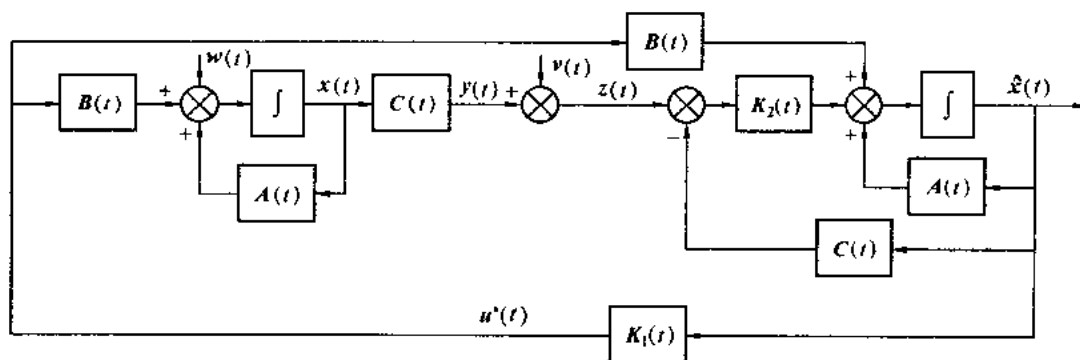 B(t)
w(t)
v(t)
B(t)
+
∫
x(t)
C(t)
y(t)
+
z(t)
K₂(t)
+
∫
x̂(t)
+
−
+
A(t)
A(t)
C(t)
u*(t)
K₁(t)